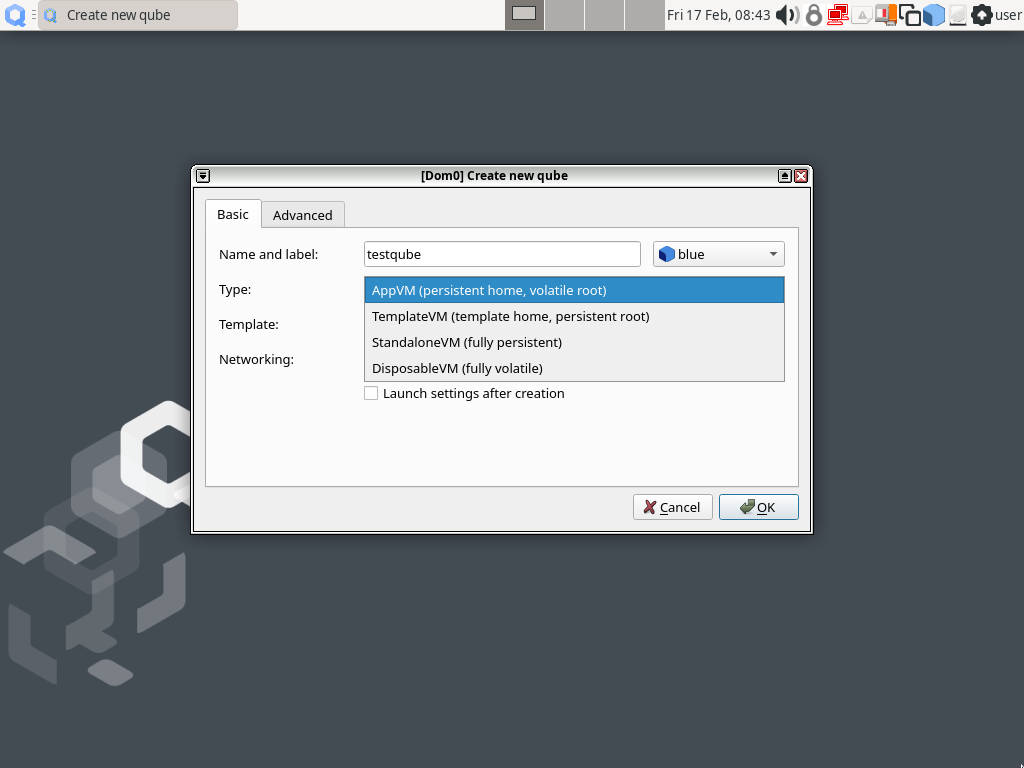 Create new qube
Fri 17 Feb, 08:43
user
[Dom0] Create new qube
Basic
Advanced
Name and label:
testqube
blue
Type:
AppVM (persistent home, volatile root)
TemplateVM (template home, persistent root)
Template:
StandaloneVM (fully persistent)
Networking:
DisposableVM (fully volatile)
Launch settings after creation
Cancel
OK